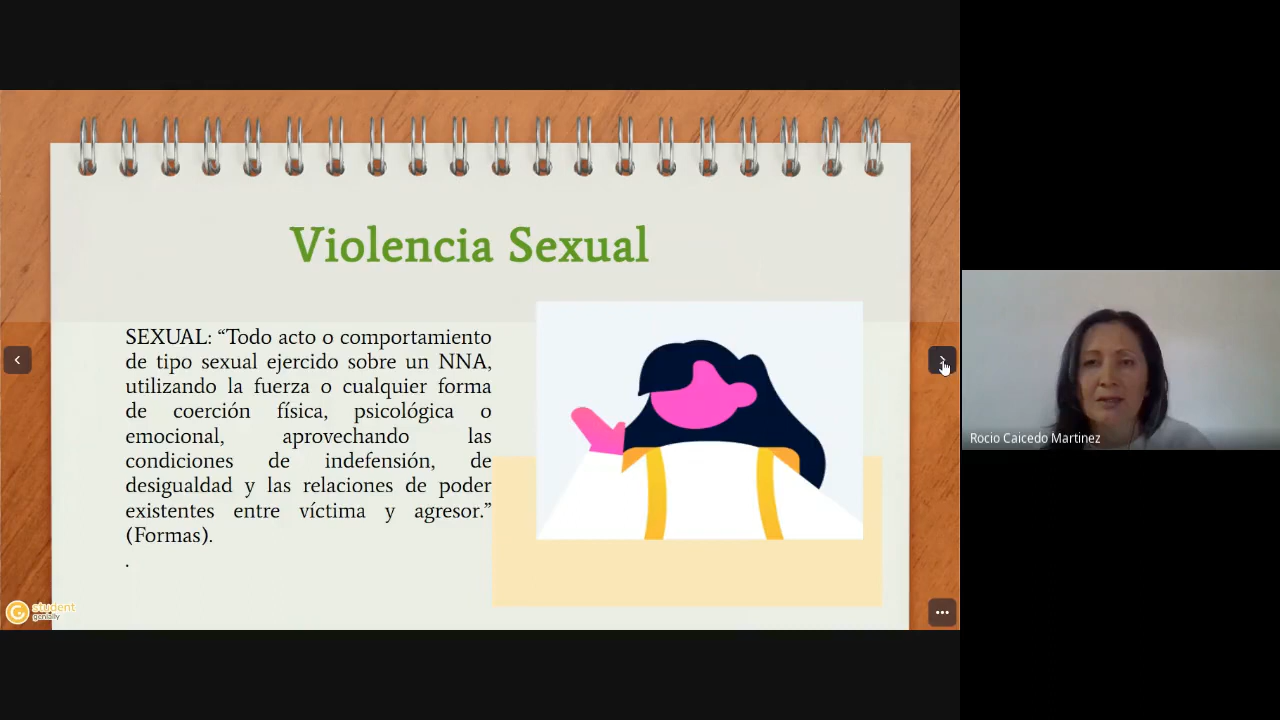 Violencia Sexual
SEXUAL: “Todo acto o comportamiento
de tipo sexual ejercido sobre un NNA,
utilizando la fuerza o cualquier forma
de coerción física, psicológica o
emocional, aprovechando las
condiciones de indefensión, de
desigualdad y las relaciones de poder
existentes entre víctima y agresor.”
(Formas).
.
student
genially
Rocio Caicedo Martinez